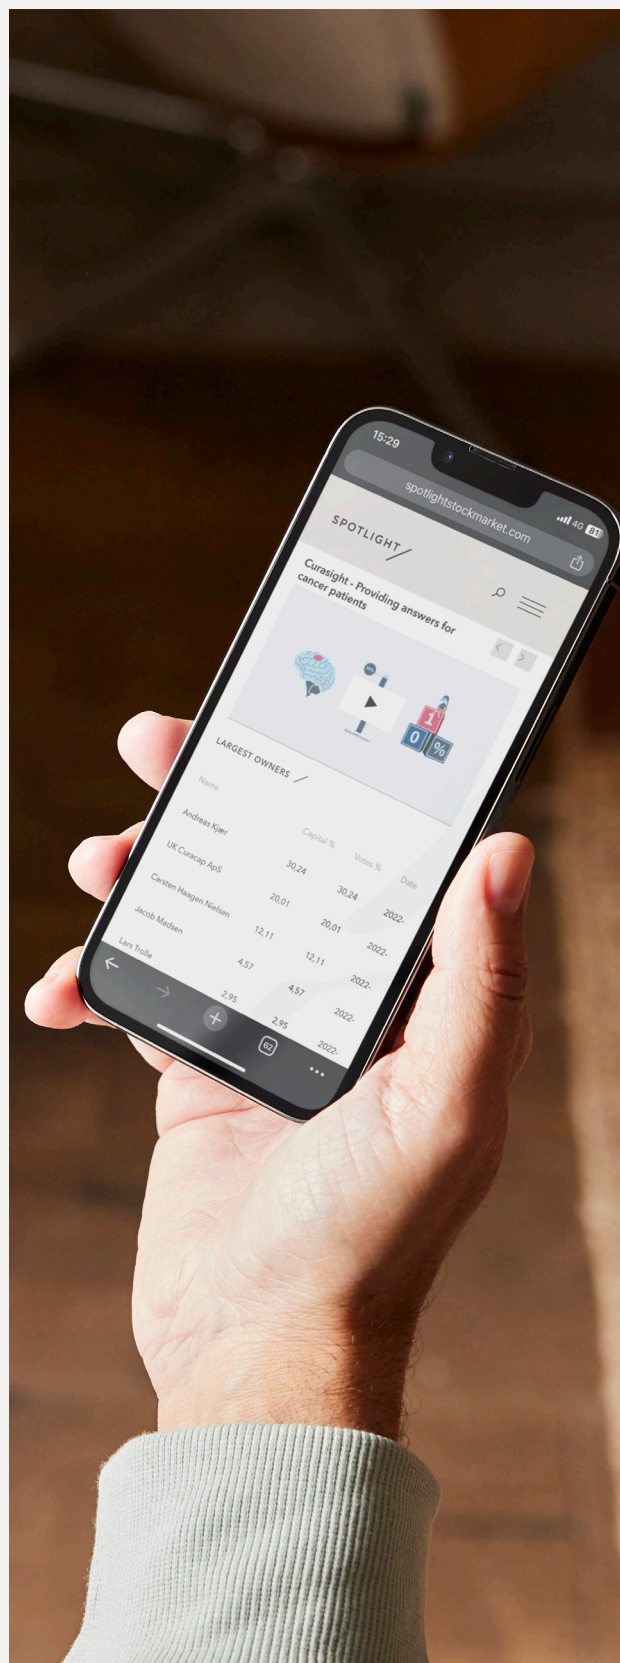 15:29
4G 81
spotlightstockmarket.com
SPOTLIGHT
Curasight - Providing answers for
cancer patients
1
0 %
LARGEST OWNERS
Name Capital % Votes % Date
Andreas Kjær 30,24 30,24 2022-
UK Curacap ApS 20,01 20,01 2022-
Carsten Haagen Nielsen 12,11 12,11 2022-
Jacob Madsen 4,57 4,57 2022-
Lars Trolle 2,95 2,95 2022-
62